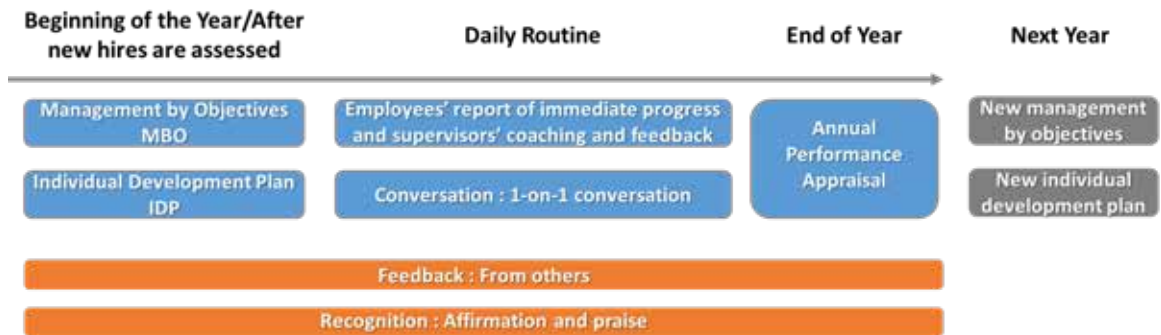 Beginning of the Year/After
new hires are assessed
Daily Routine
End of Year
Next Year
Management by Objectives
MBO
Employees' report of immediate progress
and supervisors' coaching and feedback
Annual
Performance
Appraisal
New management
by objectives
Individual Development Plan
IDP
Conversation : 1-on-1 conversation
New individual
development plan
Feedback : From others
Recognition : Affirmation and praise